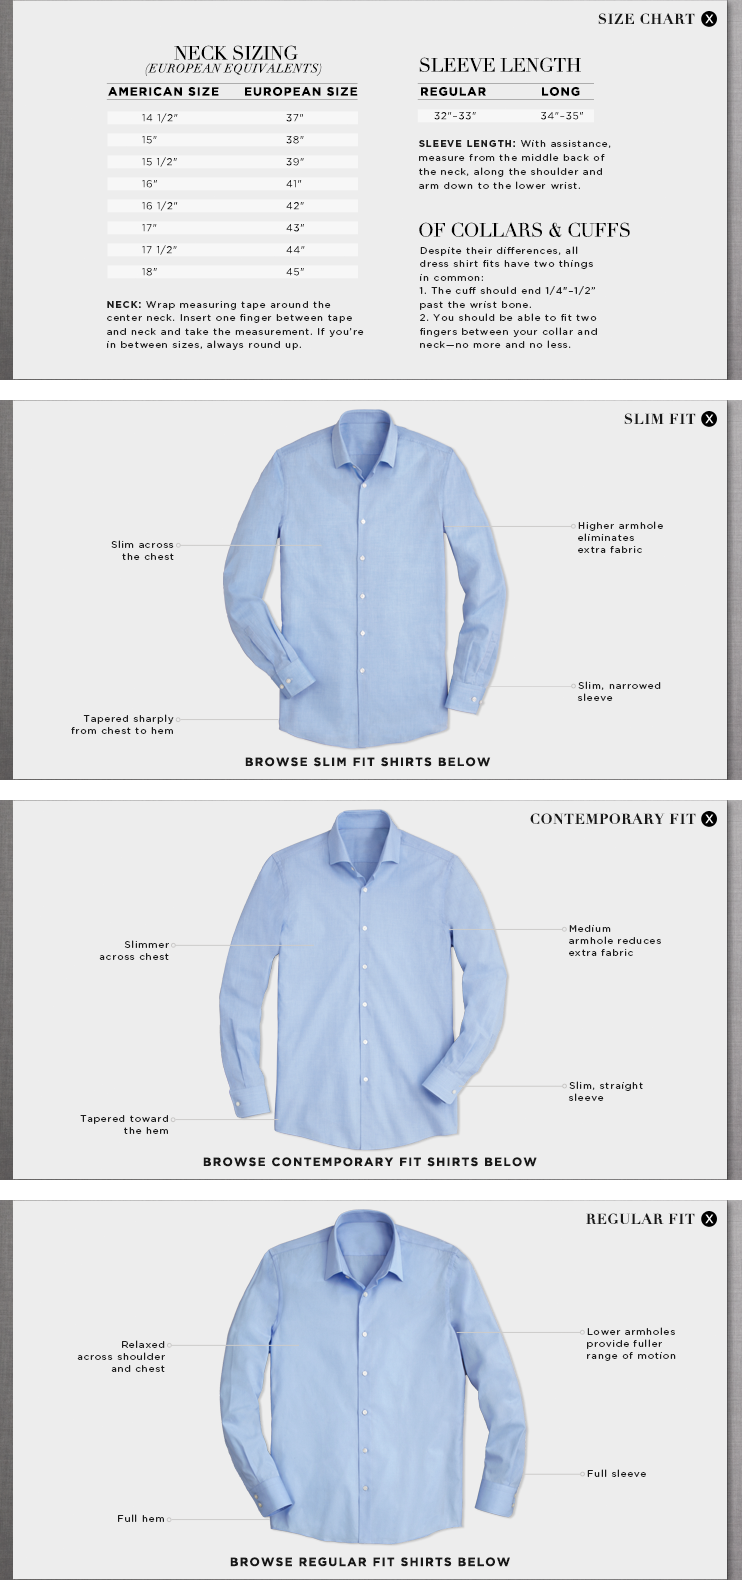 SIZE CHART X
NECK SIZING
(EUROPEAN EQUIVALENTS)
AMERICAN SIZE EUROPEAN SIZE
14 1/2" 37"
15" 38"
15 1/2" 39"
16" 41"
16 1/2" 42"
17" 43"
17 1/2" 44"
18" 45"
NECK: Wrap measuring tape around the
center neck. Insert one finger between tape
and neck and take the measurement. If you're
in between sizes, always round up.
SLEEVE LENGTH
REGULAR LONG
32"-33" 34"-35"
SLEEVE LENGTH: With assistance,
measure from the middle back of
the neck, along the shoulder and
arm down to the lower wrist.
OF COLLARS & CUFFS
Despite their differences, all
dress shirt fits have two things
in common:
1. The cuff should end 1/4"-1/2"
past the wrist bone.
2. You should be able to fit two
fingers between your collar and
neck—no more and no less.
SLIM FIT X
Slim across
the chest
Higher armhole
eliminates
extra fabric
Slim, narrowed
sleeve
Tapered sharply
from chest to hem
BROWSE SLIM FIT SHIRTS BELOW
CONTEMPORARY FIT X
Slimmer
across chest
Medium
armhole reduces
extra fabric
Slim, straight
sleeve
Tapered toward
the hem
BROWSE CONTEMPORARY FIT SHIRTS BELOW
REGULAR FIT X
Relaxed
across shoulder
and chest
Lower armholes
provide fuller
range of motion
Full sleeve
Full hem
BROWSE REGULAR FIT SHIRTS BELOW